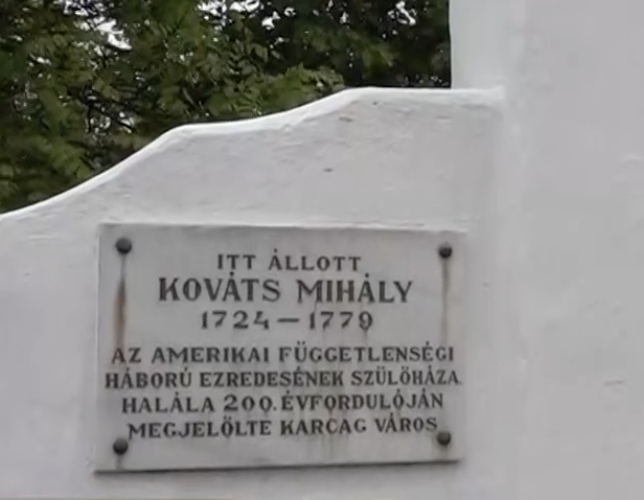 ITT ÁLLOTT
KOVÁTS MIHÁLY
1724 — 1779
AZ AMERIKAI FÜGGETLENSÉGI
HÁBORÚ EZREDESÉNEK SZÜLŐHÁZA.
HALÁLA 200. ÉVFORDULÓJÁN
MEGJELÖLTE KARCAG VÁROS